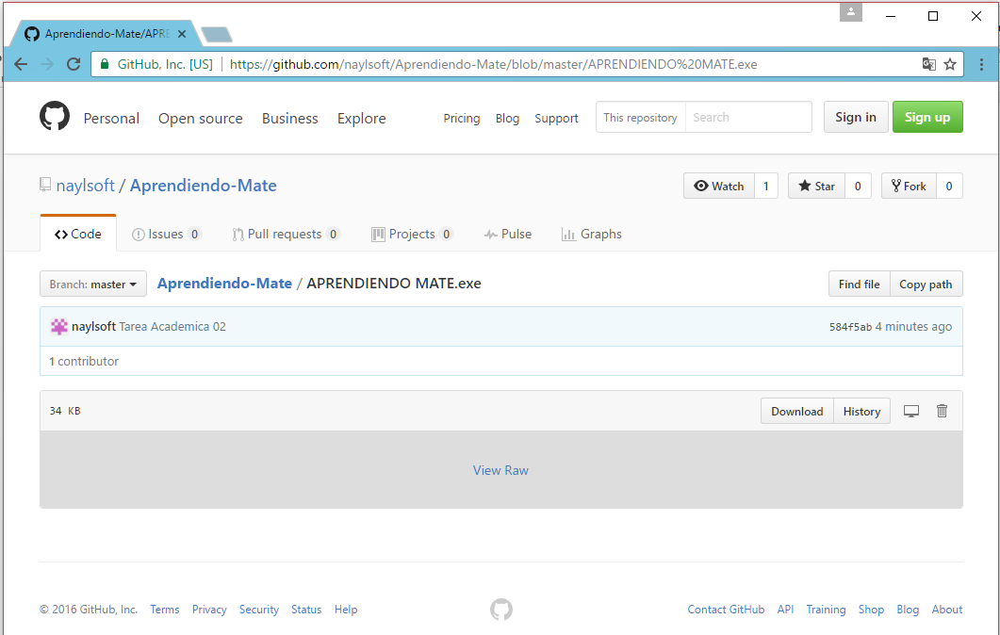 Aprendiendo-Mate/APRE
GitHub, Inc. [US] https://github.com/naylsoft/Aprendiendo-Mate/blob/master/APRENDIENDO%20MATE.exe
Personal Open source Business Explore Pricing Blog Support This repository Search Sign in Sign up
naylsoft / Aprendiendo-Mate Watch 1 Star 0 Fork 0
Code Issues 0 Pull requests 0 Projects 0 Pulse Graphs
Branch: master Aprendiendo-Mate / APRENDIENDO MATE.exe Find file Copy path
naylsoft Tarea Academica 02 584f5ab 4 minutes ago
1 contributor
34 KB Download History
View Raw
© 2016 GitHub, Inc. Terms Privacy Security Status Help Contact GitHub API Training Shop Blog About